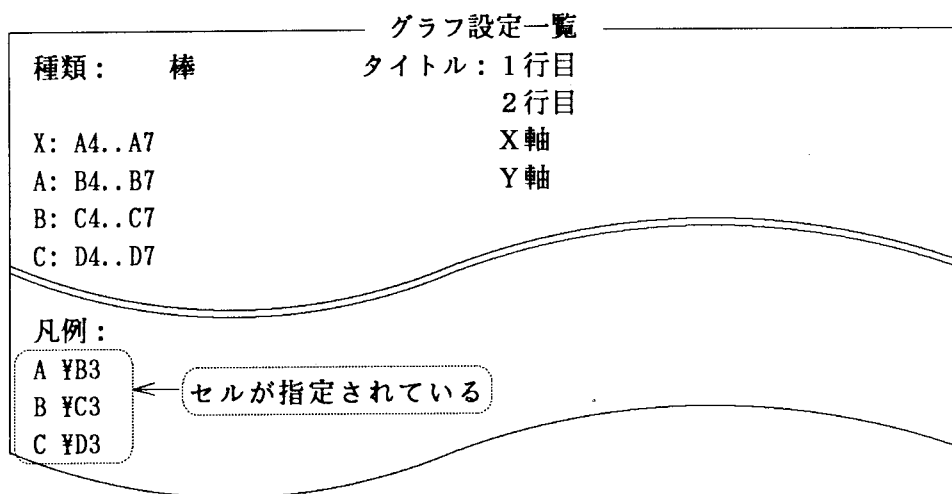 グラフ設定一覧
種類： 棒 タイトル：1行目
2行目
X: A4..A7 X軸
A: B4..B7 Y軸
B: C4..C7
C: D4..D7
凡例：
A ¥B3
セルが指定されている
B ¥C3
C ¥D3